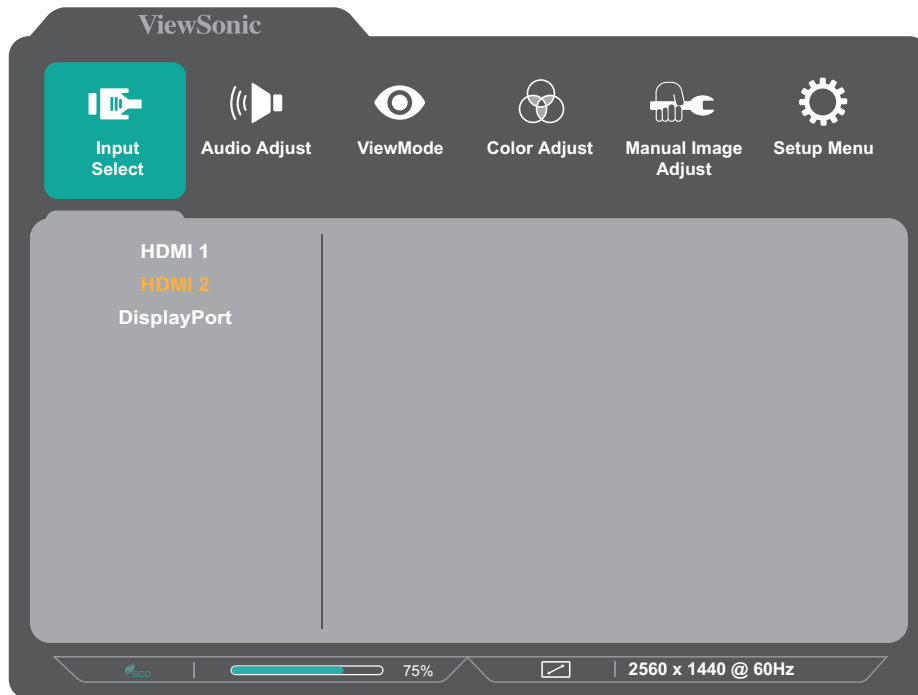 ViewSonic
Input
Select
Audio Adjust
ViewMode
Color Adjust
Manual Image
Adjust
Setup Menu
HDMI 1
HDMI 2
DisplayPort
eco
75%
2560 x 1440 @ 60Hz